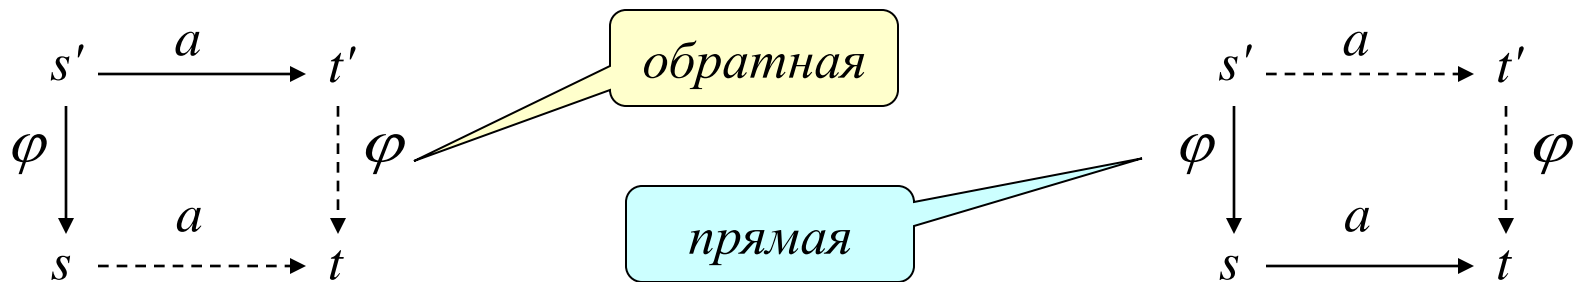 s′ a t′
φ φ
a
s t
обратная
прямая
s′ a t′
φ φ
a
s t